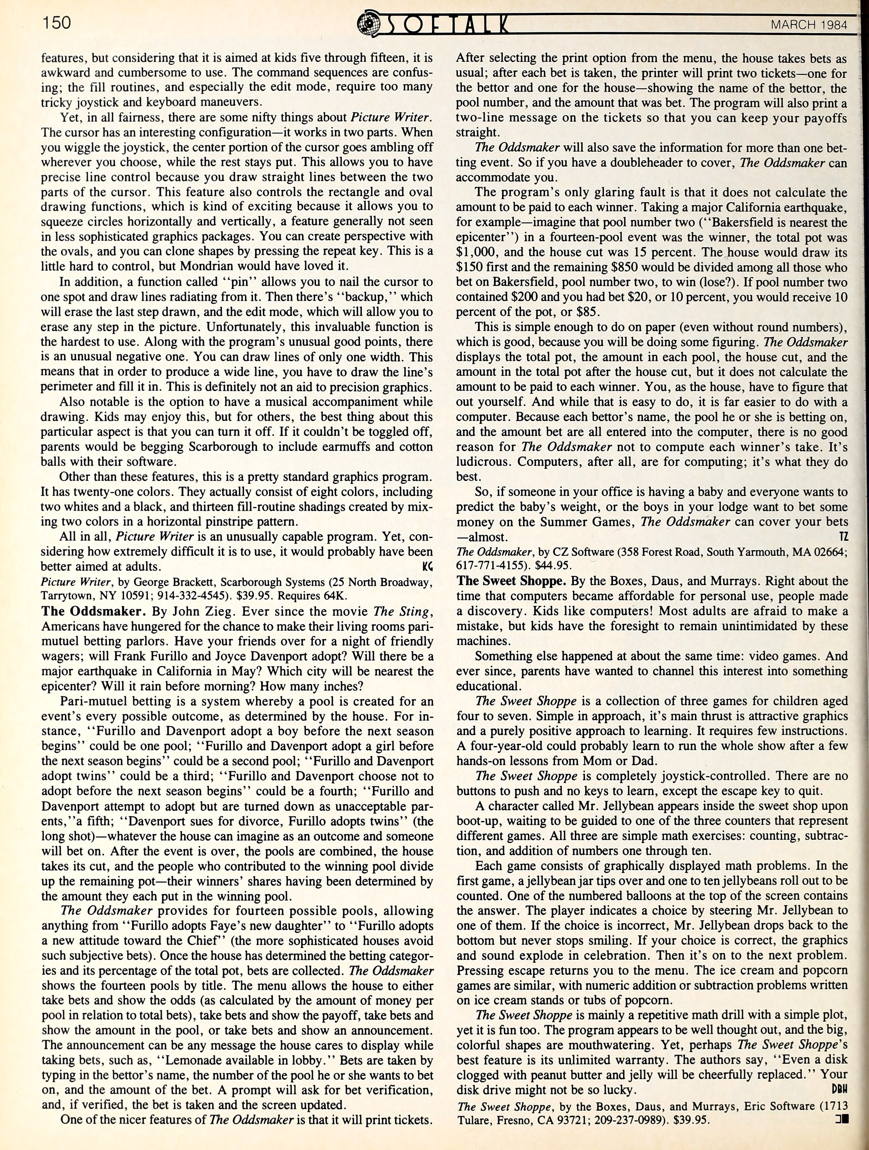 150
SOFTALK
MARCH 1984
features, but considering that it is aimed at kids five through fifteen, it is
awkward and cumbersome to use. The command sequences are confus-
ing; the fill routines, and especially the edit mode, require too many
tricky joystick and keyboard maneuvers.
Yet, in all fairness, there are some nifty things about Picture Writer.
The cursor has an interesting configuration—it works in two parts. When
you wiggle the joystick, the center portion of the cursor goes ambling off
wherever you choose, while the rest stays put. This allows you to have
precise line control because you draw straight lines between the two
parts of the cursor. This feature also controls the rectangle and oval
drawing functions, which is kind of exciting because it allows you to
squeeze circles horizontally and vertically, a feature generally not seen
in less sophisticated graphics packages. You can create perspective with
the ovals, and you can clone shapes by pressing the repeat key. This is a
little hard to control, but Mondrian would have loved it.
In addition, a function called "pin" allows you to nail the cursor to
one spot and draw lines radiating from it. Then there's "backup," which
will erase the last step drawn, and the edit mode, which will allow you to
erase any step in the picture. Unfortunately, this invaluable function is
the hardest to use. Along with the program's unusual good points, there
is an unusual negative one. You can draw lines of only one width. This
means that in order to produce a wide line, you have to draw the line's
perimeter and fill it in. This is definitely not an aid to precision graphics.
Also notable is the option to have a musical accompaniment while
drawing. Kids may enjoy this, but for others, the best thing about this
particular aspect is that you can turn it off. If it couldn't be toggled off,
parents would be begging Scarborough to include earmuffs and cotton
balls with their software.
Other than these features, this is a pretty standard graphics program.
It has twenty-one colors. They actually consist of eight colors, including
two whites and a black, and thirteen fill-routine shadings created by mix-
ing two colors in a horizontal pinstripe pattern.
All in all, Picture Writer is an unusually capable program. Yet, con-
sidering how extremely difficult it is to use, it would probably have been
better aimed at adults. KG
Picture Writer, by George Brackett, Scarborough Systems (25 North Broadway,
Tarrytown, NY 10591; 914-332-4545). $39.95. Requires 64K.
The Oddsmaker. By John Zieg. Ever since the movie The Sting,
Americans have hungered for the chance to make their living rooms pari-
mutuel betting parlors. Have your friends over for a night of friendly
wagers; will Frank Furillo and Joyce Davenport adopt? Will there be a
major earthquake in California in May? Which city will be nearest the
epicenter? Will it rain before morning? How many inches?
Pari-mutuel betting is a system whereby a pool is created for an
event's every possible outcome, as determined by the house. For in-
stance, "Furillo and Davenport adopt a boy before the next season
begins" could be one pool; "Furillo and Davenport adopt a girl before
the next season begins" could be a second pool; "Furillo and Davenport
adopt twins" could be a third; "Furillo and Davenport choose not to
adopt before the next season begins" could be a fourth; "Furillo and
Davenport attempt to adopt but are turned down as unacceptable par-
ents,"a fifth; "Davenport sues for divorce, Furillo adopts twins" (the
long shot)—whatever the house can imagine as an outcome and someone
will bet on. After the event is over, the pools are combined, the house
takes its cut, and the people who contributed to the winning pool divide
up the remaining pot—their winners' shares having been determined by
the amount they each put in the winning pool.
The Oddsmaker provides for fourteen possible pools, allowing
anything from "Furillo adopts Faye's new daughter" to "Furillo adopts
a new attitude toward the Chief" (the more sophisticated houses avoid
such subjective bets). Once the house has determined the betting categor-
ies and its percentage of the total pot, bets are collected. The Oddsmaker
shows the fourteen pools by title. The menu allows the house to either
take bets and show the odds (as calculated by the amount of money per
pool in relation to total bets), take bets and show the payoff, take bets and
show the amount in the pool, or take bets and show an announcement.
The announcement can be any message the house cares to display while
taking bets, such as, "Lemonade available in lobby." Bets are taken by
typing in the bettor's name, the number of the pool he or she wants to bet
on, and the amount of the bet. A prompt will ask for bet verification,
and, if verified, the bet is taken and the screen updated.
One of the nicer features of The Oddsmaker is that it will print tickets.
After selecting the print option from the menu, the house takes bets as
usual; after each bet is taken, the printer will print two tickets—one for
the bettor and one for the house—showing the name of the bettor, the
pool number, and the amount that was bet. The program will also print a
two-line message on the tickets so that you can keep your payoffs
straight.
The Oddsmaker will also save the information for more than one bet-
ting event. So if you have a doubleheader to cover, The Oddsmaker can
accommodate you.
The program's only glaring fault is that it does not calculate the
amount to be paid to each winner. Taking a major California earthquake,
for example—imagine that pool number two ("Bakersfield is nearest the
epicenter") in a fourteen-pool event was the winner, the total pot was
$1,000, and the house cut was 15 percent. The house would draw its
$150 first and the remaining $850 would be divided among all those who
bet on Bakersfield, pool number two, to win (lose?). If pool number two
contained $200 and you had bet $20, or 10 percent, you would receive 10
percent of the pot, or $85.
This is simple enough to do on paper (even without round numbers),
which is good, because you will be doing some figuring. The Oddsmaker
displays the total pot, the amount in each pool, the house cut, and the
amount in the total pot after the house cut, but it does not calculate the
amount to be paid to each winner. You, as the house, have to figure that
out yourself. And while that is easy to do, it is far easier to do with a
computer. Because each bettor's name, the pool he or she is betting on,
and the amount bet are all entered into the computer, there is no good
reason for The Oddsmaker not to compute each winner's take. It's
ludicrous. Computers, after all, are for computing; it's what they do
best.
So, if someone in your office is having a baby and everyone wants to
predict the baby's weight, or the boys in your lodge want to bet some
money on the Summer Games, The Oddsmaker can cover your bets
—almost. TZ
The Oddsmaker, by CZ Software (358 Forest Road, South Yarmouth, MA 02664;
617-771-4155). $44.95.
The Sweet Shoppe. By the Boxes, Daus, and Murrays. Right about the
time that computers became affordable for personal use, people made
a discovery. Kids like computers! Most adults are afraid to make a
mistake, but kids have the foresight to remain unintimidated by these
machines.
Something else happened at about the same time: video games. And
ever since, parents have wanted to channel this interest into something
educational.
The Sweet Shoppe is a collection of three games for children aged
four to seven. Simple in approach, it's main thrust is attractive graphics
and a purely positive approach to learning. It requires few instructions.
A four-year-old could probably learn to run the whole show after a few
hands-on lessons from Mom or Dad.
The Sweet Shoppe is completely joystick-controlled. There are no
buttons to push and no keys to learn, except the escape key to quit.
A character called Mr. Jellybean appears inside the sweet shop upon
boot-up, waiting to be guided to one of the three counters that represent
different games. All three are simple math exercises: counting, subtrac-
tion, and addition of numbers one through ten.
Each game consists of graphically displayed math problems. In the
first game, a jellybean jar tips over and one to ten jellybeans roll out to be
counted. One of the numbered balloons at the top of the screen contains
the answer. The player indicates a choice by steering Mr. Jellybean to
one of them. If the choice is incorrect, Mr. Jellybean drops back to the
bottom but never stops smiling. If your choice is correct, the graphics
and sound explode in celebration. Then it's on to the next problem.
Pressing escape returns you to the menu. The ice cream and popcorn
games are similar, with numeric addition or subtraction problems written
on ice cream stands or tubs of popcorn.
The Sweet Shoppe is mainly a repetitive math drill with a simple plot,
yet it is fun too. The program appears to be well thought out, and the big,
colorful shapes are mouthwatering. Yet, perhaps The Sweet Shoppe's
best feature is its unlimited warranty. The authors say, "Even a disk
clogged with peanut butter and jelly will be cheerfully replaced." Your
disk drive might not be so lucky. DBH
The Sweet Shoppe, by the Boxes, Daus, and Murrays, Eric Software (1713
Tulare, Fresno, CA 93721; 209-237-0989). $39.95.